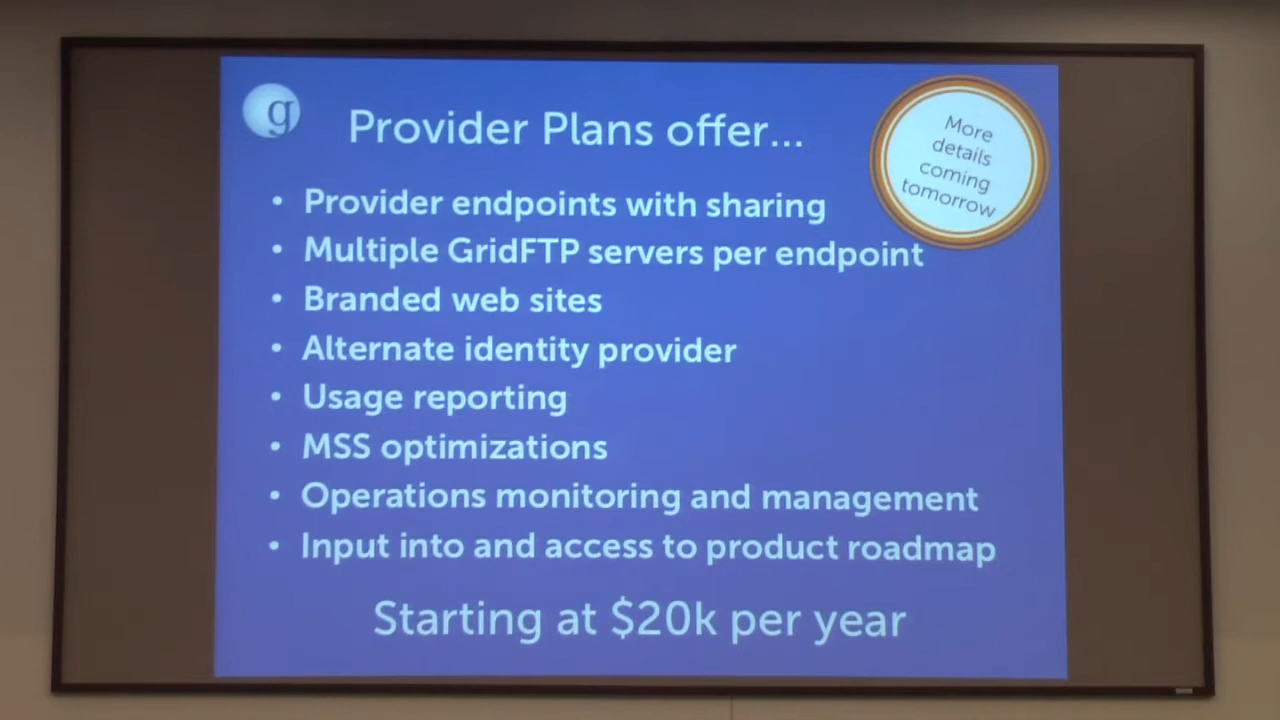 g
Provider Plans offer...
More
details
coming
tomorrow
• Provider endpoints with sharing
• Multiple GridFTP servers per endpoint
• Branded web sites
• Alternate identity provider
• Usage reporting
• MSS optimizations
• Operations monitoring and management
• Input into and access to product roadmap
Starting at $20k per year